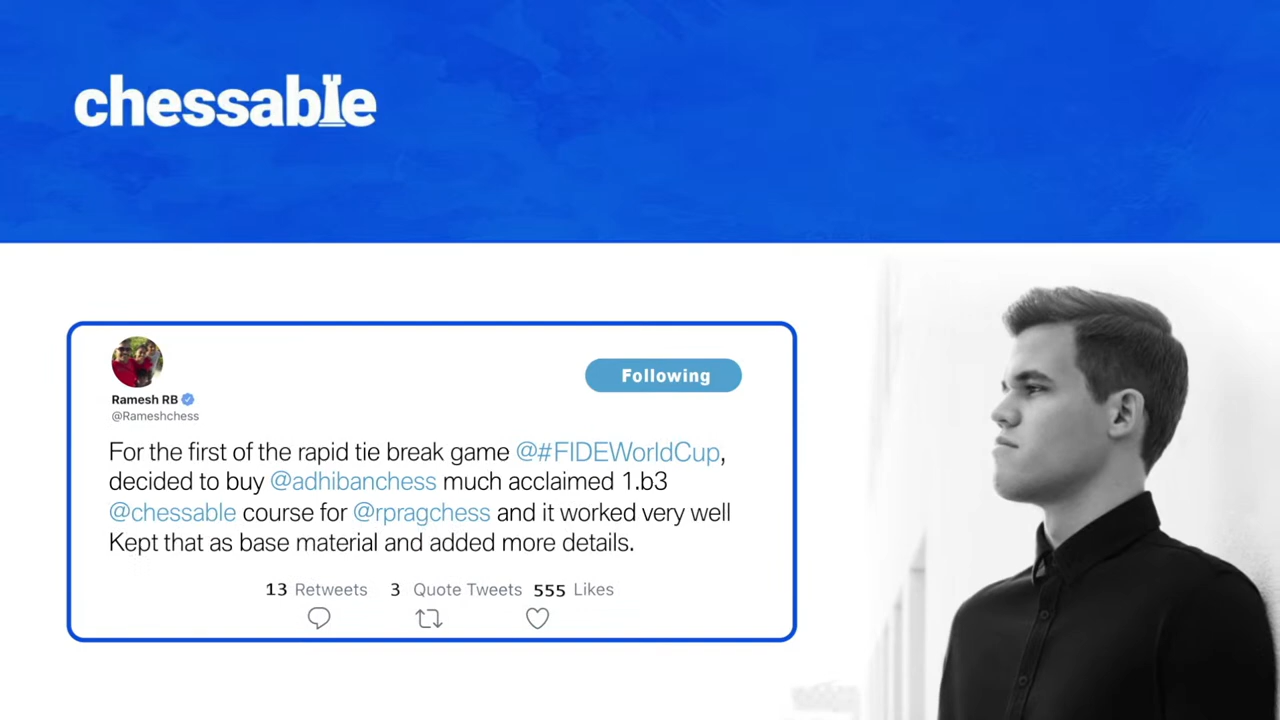 chessable
Following
Ramesh RB
@Rameshchess
For the first of the rapid tie break game @#FIDEWorldCup,
decided to buy @adhibanchess much acclaimed 1.b3
@chessable course for @rpragchess and it worked very well
Kept that as base material and added more details.
13 Retweets 3 Quote Tweets 555 Likes